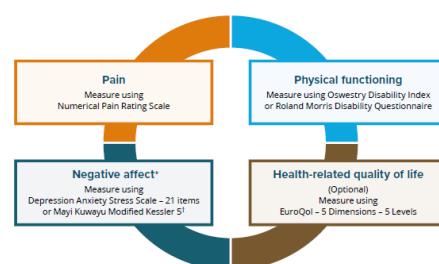 Pain
Measure using
Numerical Pain Rating Scale
Physical functioning
Measure using Oswestry Disability Index
or Roland Morris Disability Questionnaire
Negative affect*
Measure using
Depression Anxiety Stress Scale – 21 items
or Mayi Kuwayu Modified Kessler 5†
Health-related quality of life
(Optional)
Measure using
EuroQol – 5 Dimensions – 5 Levels